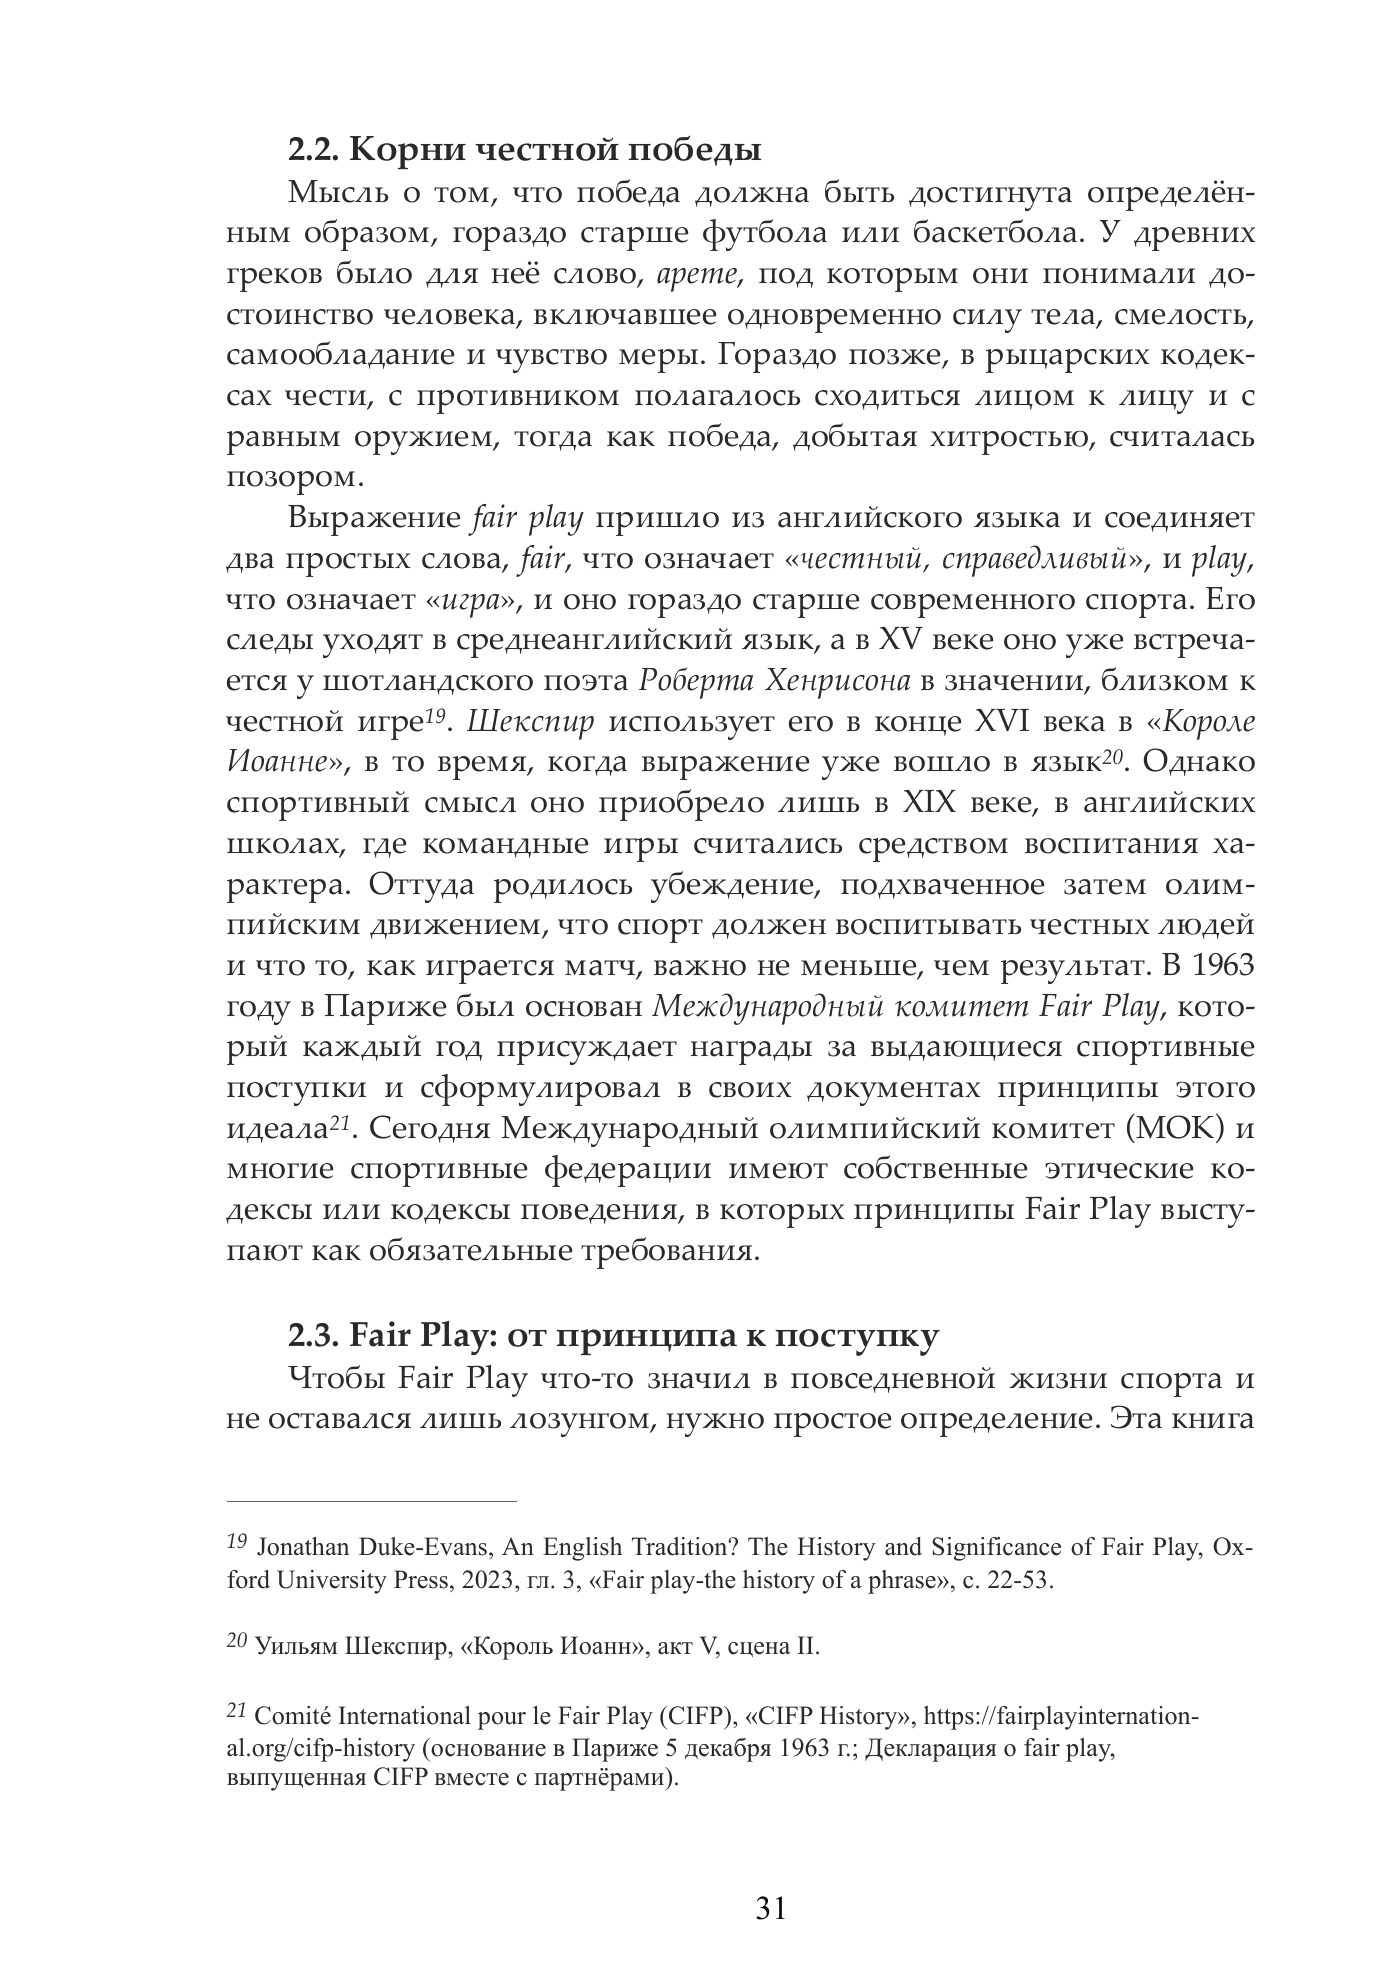 2.2. Корни честной победы
Мысль о том, что победа должна быть достигнута определён-
ным образом, гораздо старше футбола или баскетбола. У древних
греков было для неё слово, арете, под которым они понимали до-
стоинство человека, включавшее одновременно силу тела, смелость,
самообладание и чувство меры. Гораздо позже, в рыцарских кодек-
сах чести, с противником полагалось сходиться лицом к лицу и с
равным оружием, тогда как победа, добытая хитростью, считалась
позором.
Выражение fair play пришло из английского языка и соединяет
два простых слова, fair, что означает «честный, справедливый», и play,
что означает «игра», и оно гораздо старше современного спорта. Его
следы уходят в среднеанглийский язык, а в XV веке оно уже встреча-
ется у шотландского поэта Роберта Хенрисона в значении, близком к
честной игре19. Шекспир использует его в конце XVI века в «Короле
Иоанне», в то время, когда выражение уже вошло в язык20. Однако
спортивный смысл оно приобрело лишь в XIX веке, в английских
школах, где командные игры считались средством воспитания ха-
рактера. Оттуда родилось убеждение, подхваченное затем олим-
пийским движением, что спорт должен воспитывать честных людей
и что то, как играется матч, важно не меньше, чем результат. В 1963
году в Париже был основан Международный комитет Fair Play, кото-
рый каждый год присуждает награды за выдающиеся спортивные
поступки и сформулировал в своих документах принципы этого
идеала21. Сегодня Международный олимпийский комитет (МОК) и
многие спортивные федерации имеют собственные этические ко-
дексы или кодексы поведения, в которых принципы Fair Play высту-
пают как обязательные требования.
2.3. Fair Play: от принципа к поступку
Чтобы Fair Play что-то значил в повседневной жизни спорта и
не оставался лишь лозунгом, нужно простое определение. Эта книга
19 Jonathan Duke-Evans, An English Tradition? The History and Significance of Fair Play, Ox-
ford University Press, 2023, гл. 3, «Fair play-the history of a phrase», с. 22-53.
20 Уильям Шекспир, «Король Иоанн», акт V, сцена II.
21 Comité International pour le Fair Play (CIFP), «CIFP History», https://fairplayinternation-
al.org/cifp-history (основание в Париже 5 декабря 1963 г.; Декларация о fair play,
выпущенная CIFP вместе с партнёрами).
31